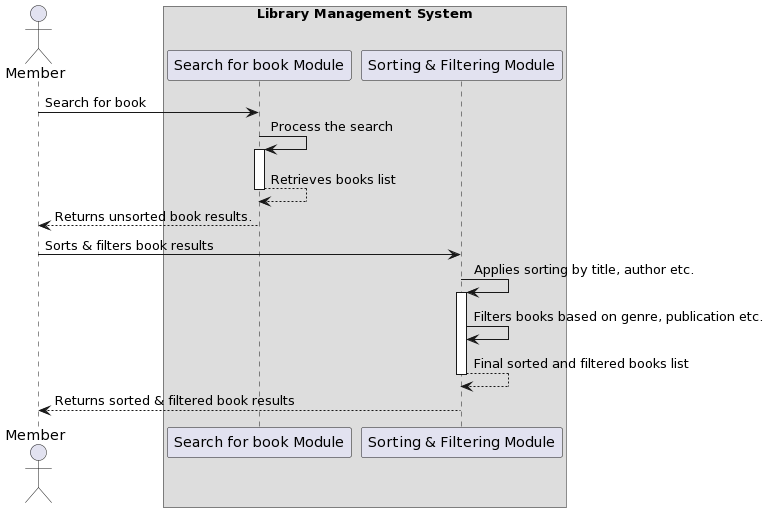 Library Management System
Member
Search for book Module
Sorting & Filtering Module
Search for book
Process the search
Retrieves books list
Returns unsorted book results.
Sorts & filters book results
Applies sorting by title, author etc.
Filters books based on genre, publication etc.
Final sorted and filtered books list
Returns sorted & filtered book results
Member
Search for book Module
Sorting & Filtering Module